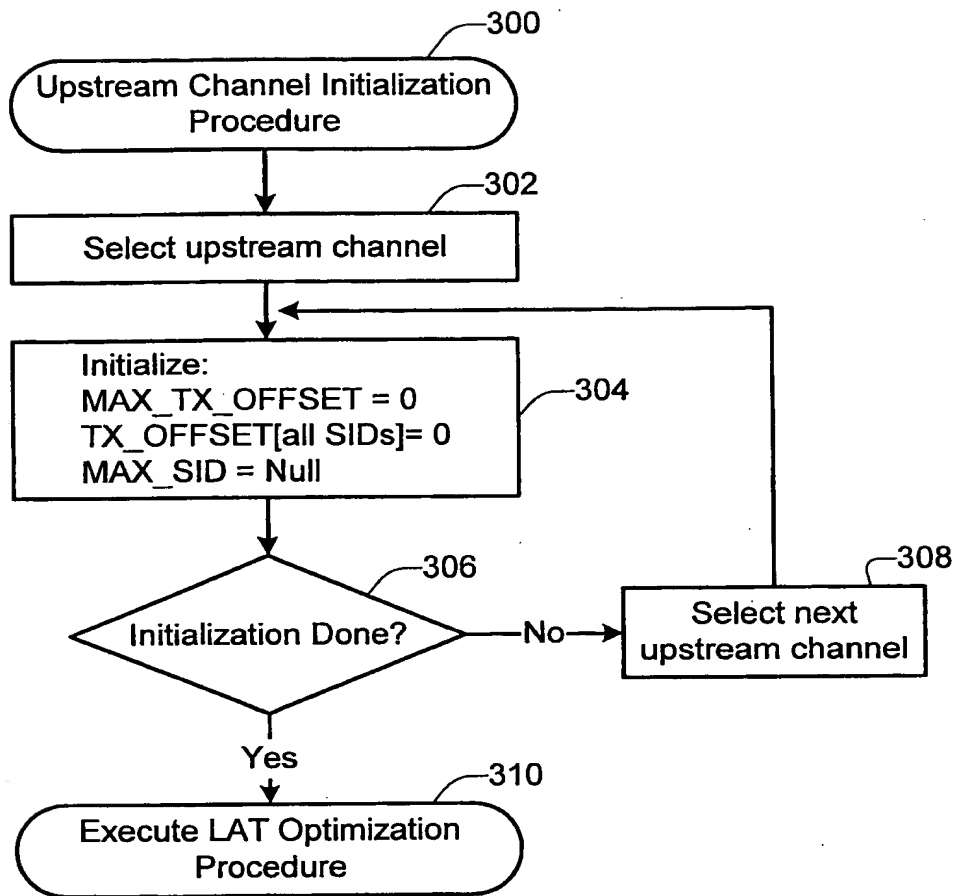 300
Upstream Channel Initialization
Procedure
302
Select upstream channel
Initialize:
MAX_TX_OFFSET = 0
TX_OFFSET[all SIDs]= 0
MAX_SID = Null
304
306
Initialization Done?
No
308
Select next
upstream channel
Yes
310
Execute LAT Optimization
Procedure